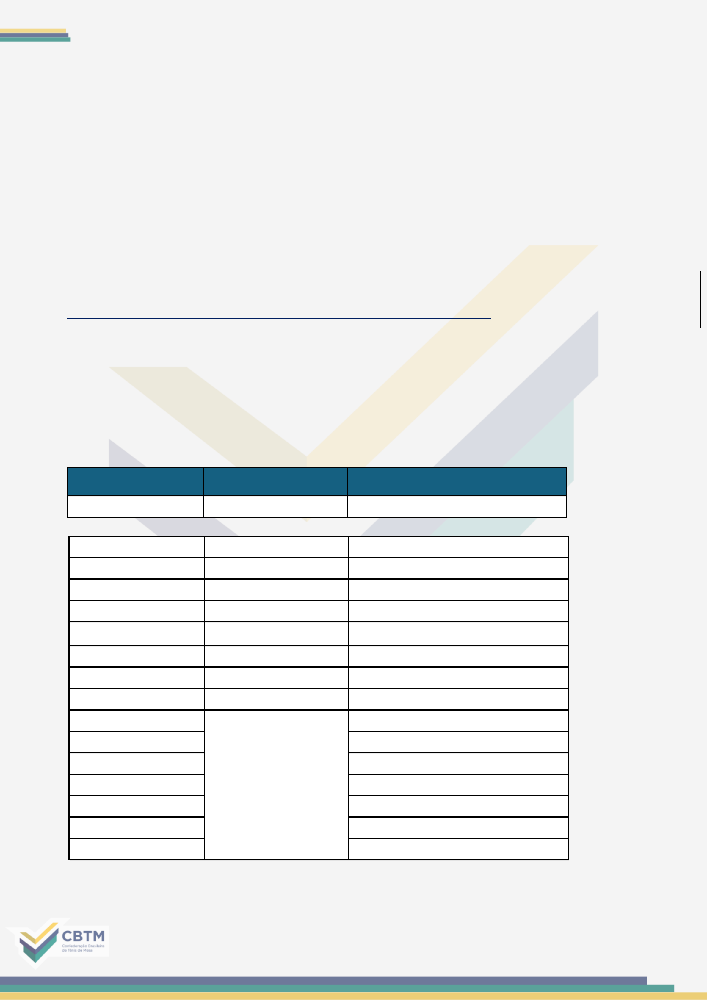 CBTM
Confederação Brasileira
de Tênis de Mesa